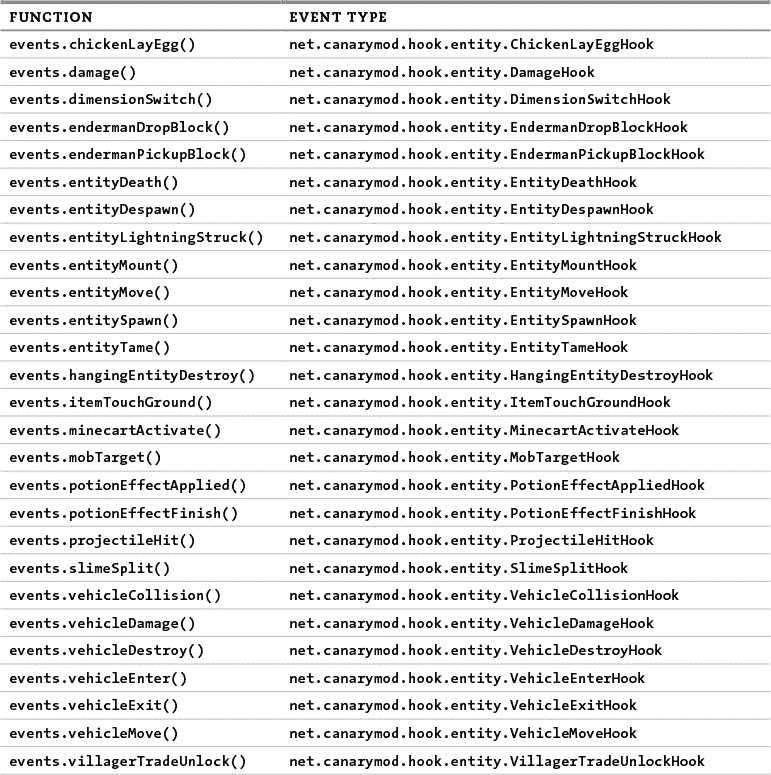 FUNCTION EVENT TYPE
events.chickenLayEgg() net.canarymod.hook.entity.ChickenLayEggHook
events.damage() net.canarymod.hook.entity.DamageHook
events.dimensionSwitch() net.canarymod.hook.entity.DimensionSwitchHook
events.endermanDropBlock() net.canarymod.hook.entity.EndermanDropBlockHook
events.endermanPickupBlock() net.canarymod.hook.entity.EndermanPickupBlockHook
events.entityDeath() net.canarymod.hook.entity.EntityDeathHook
events.entityDespawn() net.canarymod.hook.entity.EntityDespawnHook
events.entityLightningStruck() net.canarymod.hook.entity.EntityLightningStruckHook
events.entityMount() net.canarymod.hook.entity.EntityMountHook
events.entityMove() net.canarymod.hook.entity.EntityMoveHook
events.entitySpawn() net.canarymod.hook.entity.EntitySpawnHook
events.entityTame() net.canarymod.hook.entity.EntityTameHook
events.hangingEntityDestroy() net.canarymod.hook.entity.HangingEntityDestroyHook
events.itemTouchGround() net.canarymod.hook.entity.ItemTouchGroundHook
events.minecartActivate() net.canarymod.hook.entity.MinecartActivateHook
events.mobTarget() net.canarymod.hook.entity.MobTargetHook
events.potionEffectApplied() net.canarymod.hook.entity.PotionEffectAppliedHook
events.potionEffectFinish() net.canarymod.hook.entity.PotionEffectFinishHook
events.projectileHit() net.canarymod.hook.entity.ProjectileHitHook
events.slimeSplit() net.canarymod.hook.entity.SlimeSplitHook
events.vehicleCollision() net.canarymod.hook.entity.VehicleCollisionHook
events.vehicleDamage() net.canarymod.hook.entity.VehicleDamageHook
events.vehicleDestroy() net.canarymod.hook.entity.VehicleDestroyHook
events.vehicleEnter() net.canarymod.hook.entity.VehicleEnterHook
events.vehicleExit() net.canarymod.hook.entity.VehicleExitHook
events.vehicleMove() net.canarymod.hook.entity.VehicleMoveHook
events.villagerTradeUnlock() net.canarymod.hook.entity.VillagerTradeUnlockHook